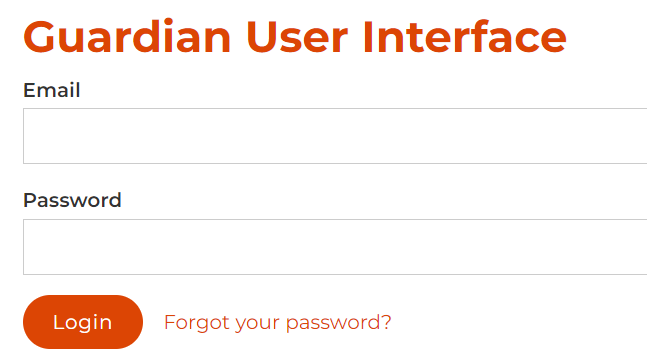 Guardian User Interface
Email
Password
Login Forgot your password?